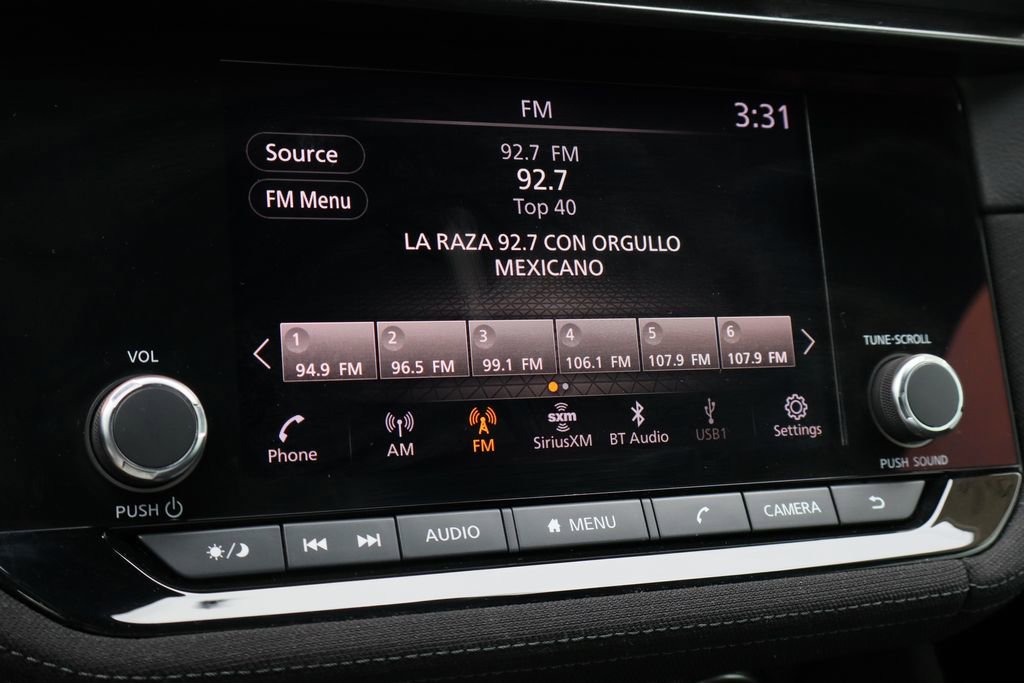 FM
3:31
Source
FM Menu
92.7 FM
92.7
Top 40
LA RAZA 92.7 CON ORGULLO
MEXICANO
1
94.9 FM
2
96.5 FM
3
99.1 FM
4
106.1 FM
5
107.9 FM
6
107.9 FM
Phone
AM
FM
sxm
SiriusXM
BT Audio
USB1
Settings
VOL
PUSH
TUNE·SCROLL
PUSH SOUND
AUDIO
MENU
CAMERA